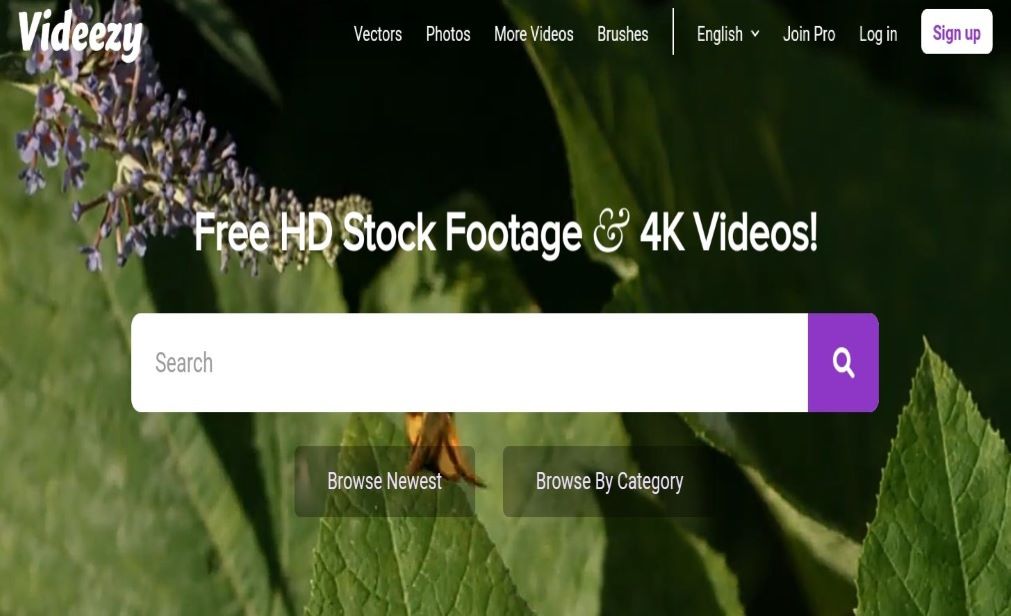 Videezy
Vectors Photos More Videos Brushes English Join Pro Log in Sign up
Free HD Stock Footage & 4K Videos!
Search
Browse Newest Browse By Category